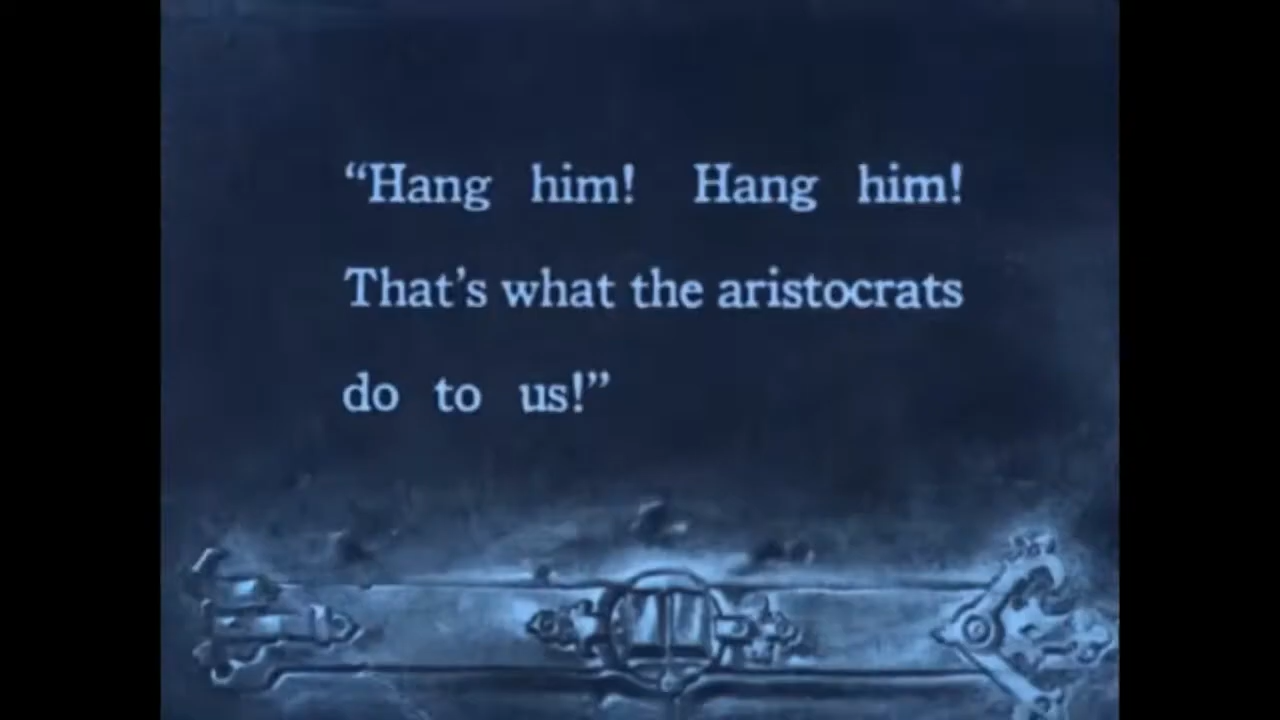 “Hang him! Hang him!
That’s what the aristocrats
do to us!”